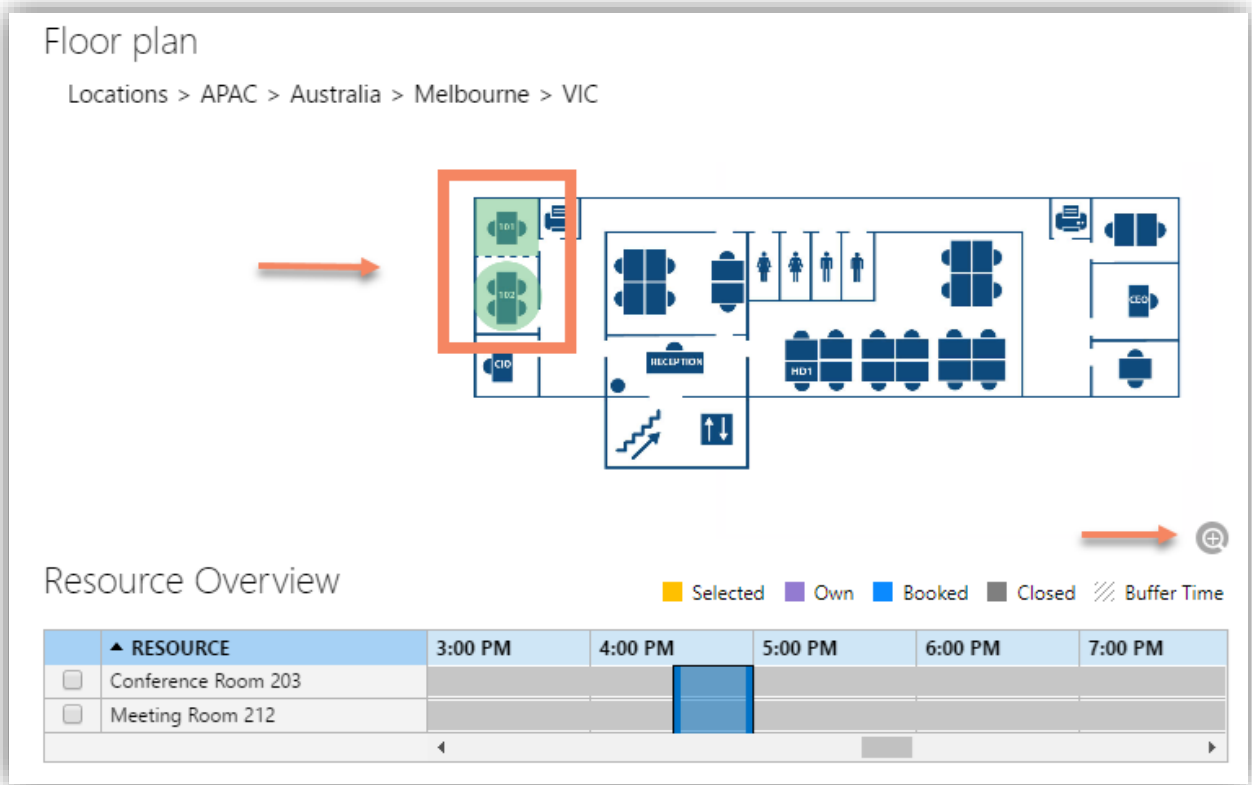 Floor plan
Locations > APAC > Australia > Melbourne > VIC
101
102
CEO
CIO
RECEPTION
HD1
Resource Overview
Selected Own Booked Closed Buffer Time
RESOURCE 3:00 PM 4:00 PM 5:00 PM 6:00 PM 7:00 PM
Conference Room 203
Meeting Room 212